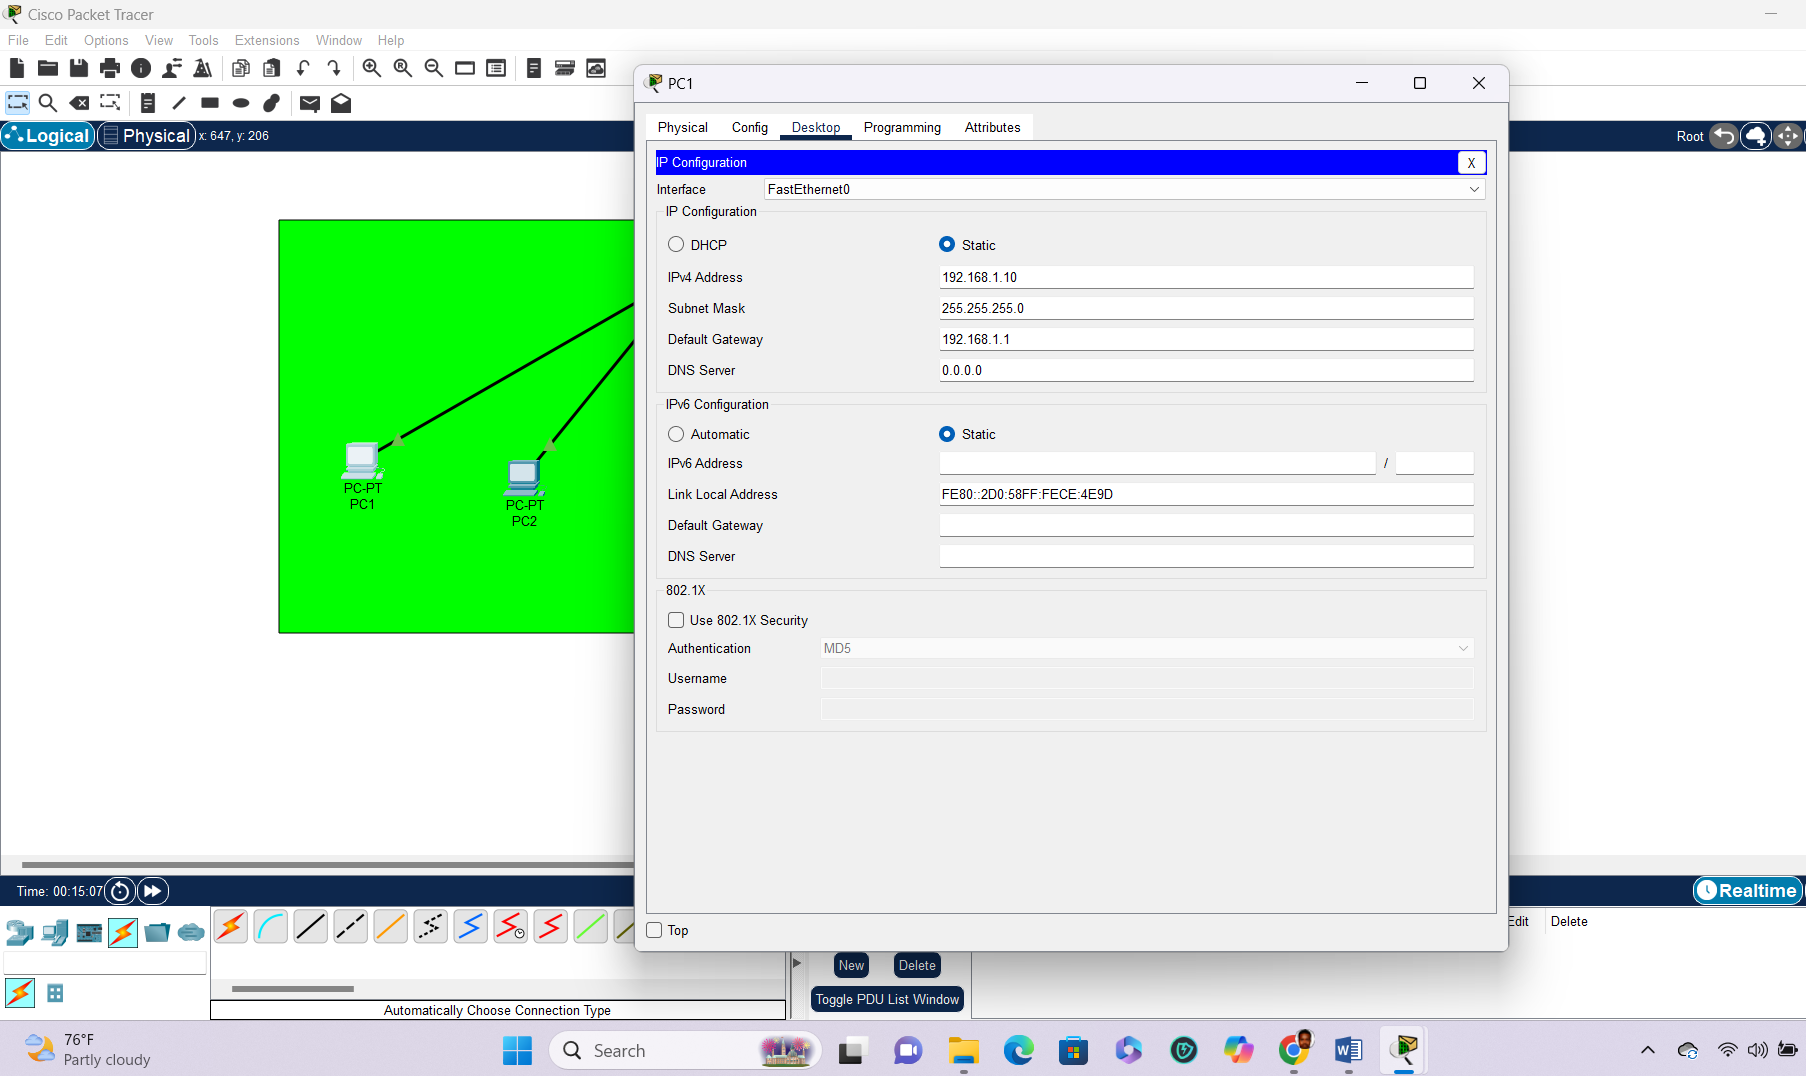 Cisco Packet Tracer
File Edit Options View Tools Extensions Window Help
Logical Physical x: 647, y: 206
Root
PC-PT
PC1
PC-PT
PC2
PC1
Physical Config Desktop Programming Attributes
IP Configuration X
Interface FastEthernet0
IP Configuration
DHCP Static
IPv4 Address 192.168.1.10
Subnet Mask 255.255.255.0
Default Gateway 192.168.1.1
DNS Server 0.0.0.0
IPv6 Configuration
Automatic Static
IPv6 Address /
Link Local Address FE80::2D0:58FF:FECE:4E9D
Default Gateway
DNS Server
802.1X
Use 802.1X Security
Authentication MD5
Username
Password
Top
Time: 00:15:07
Realtime
Edit Delete
New Delete
Toggle PDU List Window
Automatically Choose Connection Type
76°F
Partly cloudy
Search